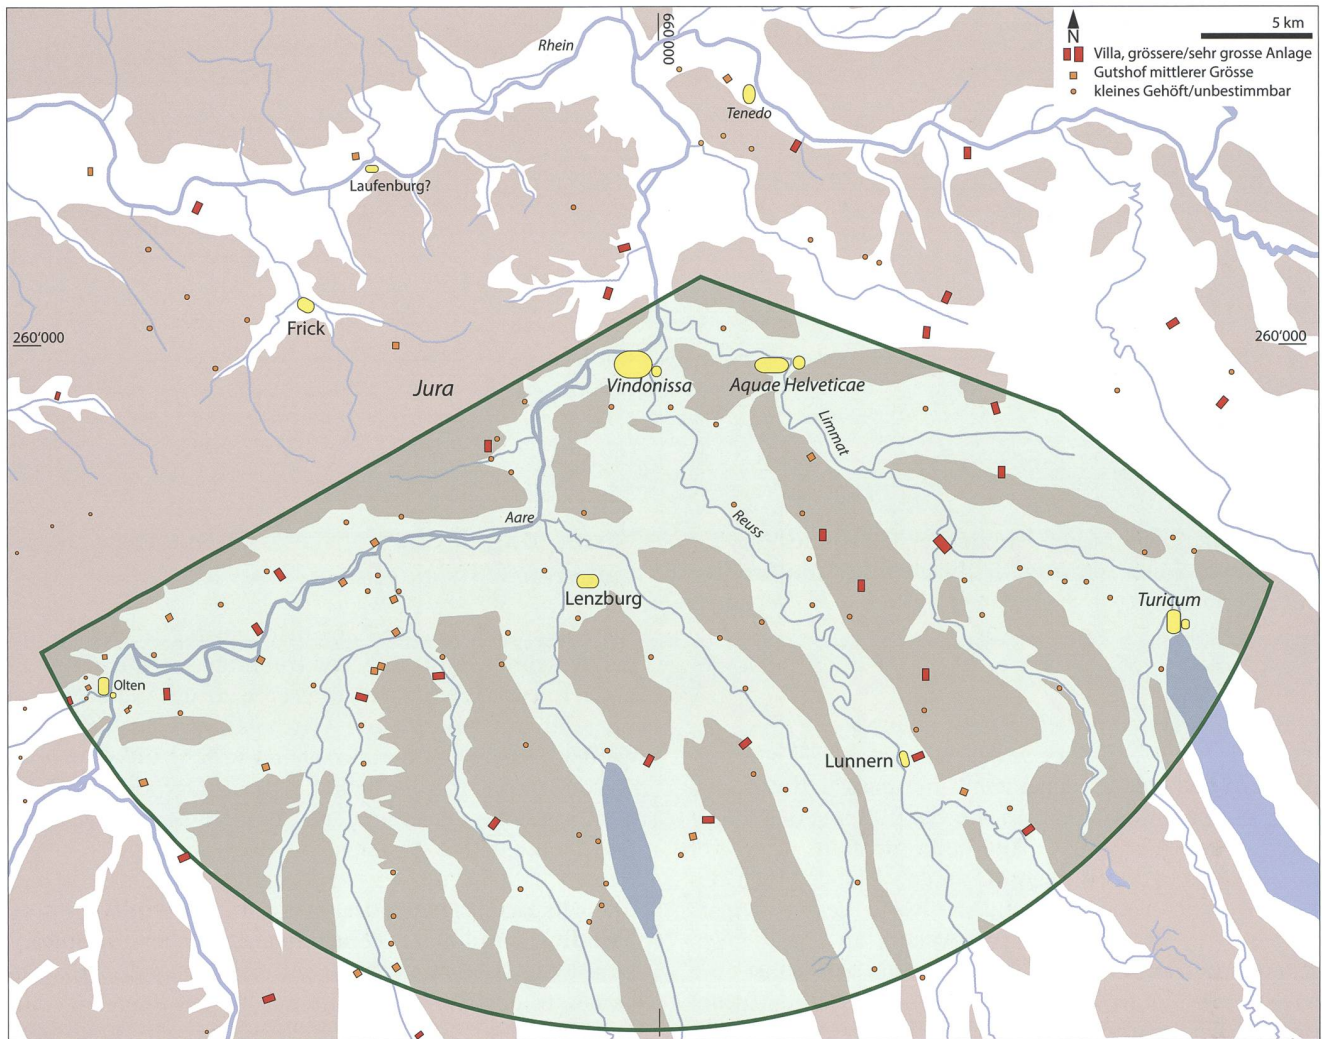 Rhein
660 000
5 km
N
Villa, grössere/sehr grosse Anlage
Gutshof mittlerer Grösse
kleines Gehöft/unbestimmbar
Tenedo
Laufenburg?
Frick
260'000
260'000
Jura
Vindonissa
Aquae Helveticae
Limmat
Aare
Reuss
Lenzburg
Turicum
Olten
Lunnern